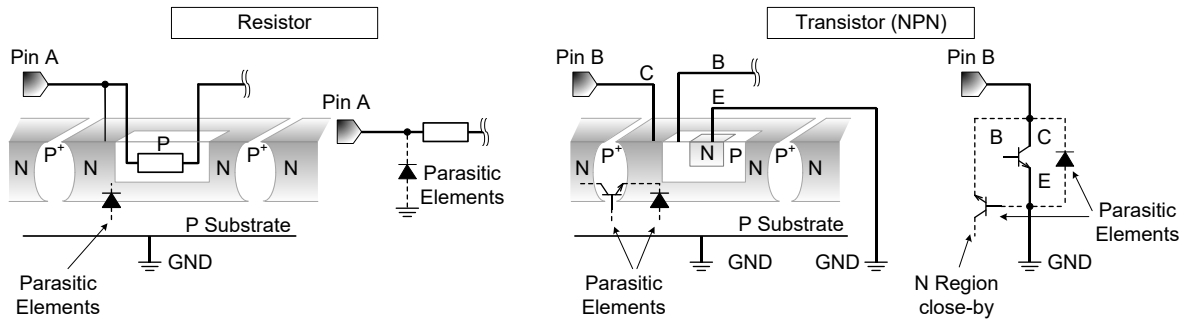 Resistor
Transistor (NPN)
Pin A
Pin B
Pin B
C
B
E
Pin A
N
P+
N
P
P+
N
N
P+
N
P
P+
N
N
B
C
E
Parasitic
Elements
P Substrate
P Substrate
Parasitic
Elements
GND
GND
GND
GND
Parasitic
Elements
Parasitic
Elements
N Region
close-by